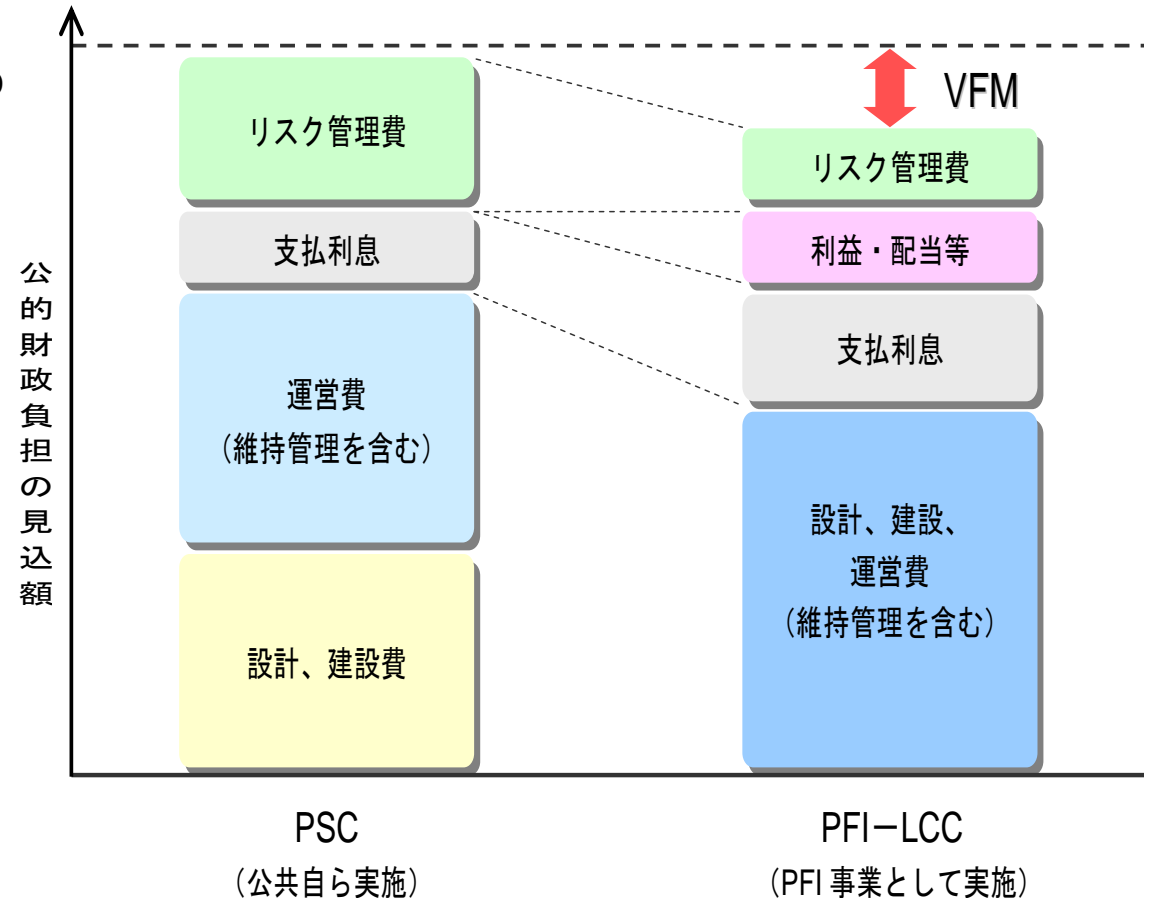 公的財政負担の見込額
VFM
リスク管理費
支払利息
運営費
（維持管理を含む）
設計、建設費
リスク管理費
利益・配当等
支払利息
設計、建設、
運営費
（維持管理を含む）
PSC
（公共自ら実施）
PFI－LCC
（PFI 事業として実施）